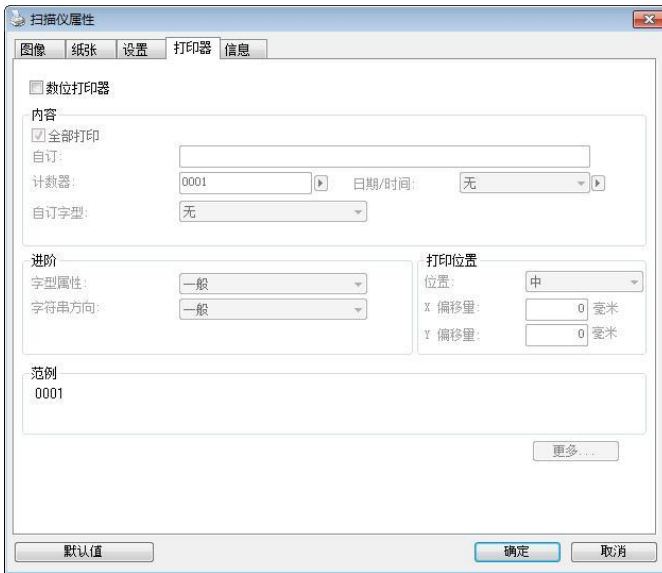 扫描仪属性
图像 纸张 设置 打印器 信息
数位打印器
内容
全部打印
自订:
计数器: 0001 日期/时间: 无
自订字型: 无
进阶 打印位置
字型属性: 一般 位置: 中
字符串方向: 一般 X 偏移量: 0 毫米
Y 偏移量: 0 毫米
范例
0001
更多...
默认值 确定 取消